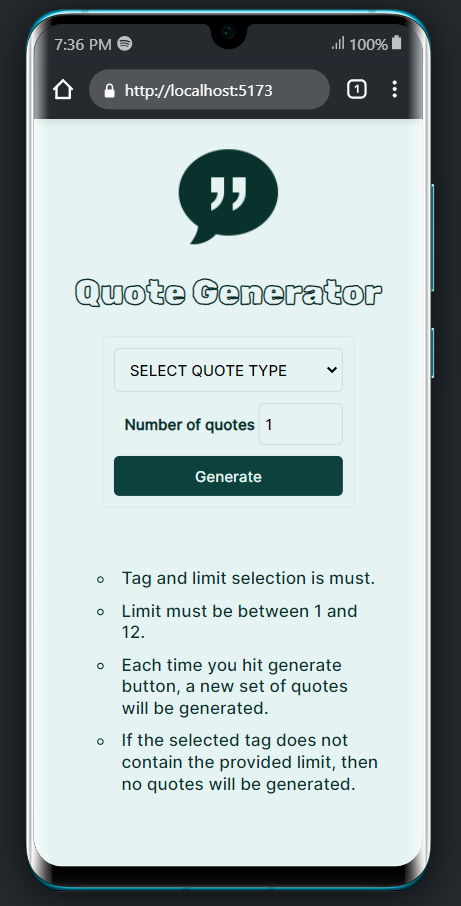 7:36 PM
100%
http://localhost:5173
1
Quote Generator
SELECT QUOTE TYPE
Number of quotes 1
Generate
Tag and limit selection is must.
Limit must be between 1 and
12.
Each time you hit generate
button, a new set of quotes
will be generated.
If the selected tag does not
contain the provided limit, then
no quotes will be generated.